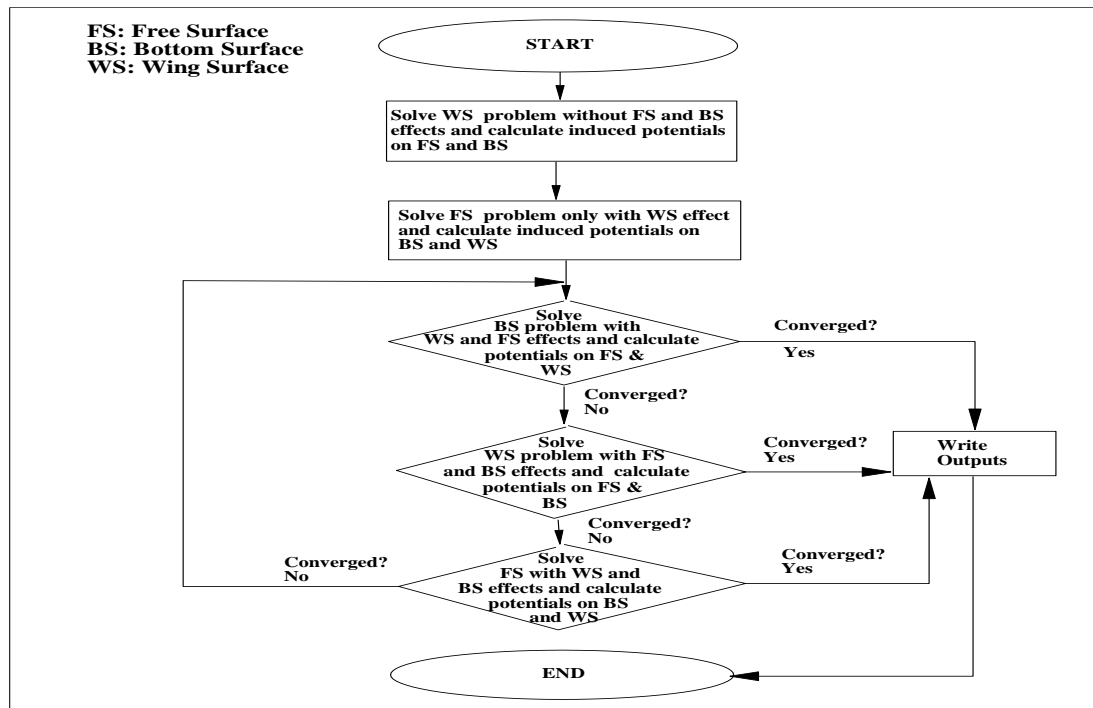 FS: Free Surface
BS: Bottom Surface
WS: Wing Surface
START
Solve WS problem without FS and BS
effects and calculate induced potentials
on FS and BS
Solve FS problem only with WS effect
and calculate induced potentials on
BS and WS
Solve
BS problem with
WS and FS effects and calculate
potentials on FS &
WS
Converged?
Yes
Converged?
No
Solve
WS problem with FS
and BS effects and calculate
potentials on FS &
BS
Converged?
Yes
Write
Outputs
Converged?
No
Solve
FS with WS and
BS effects and calculate
potentials on BS
and WS
Converged?
No
Converged?
Yes
END